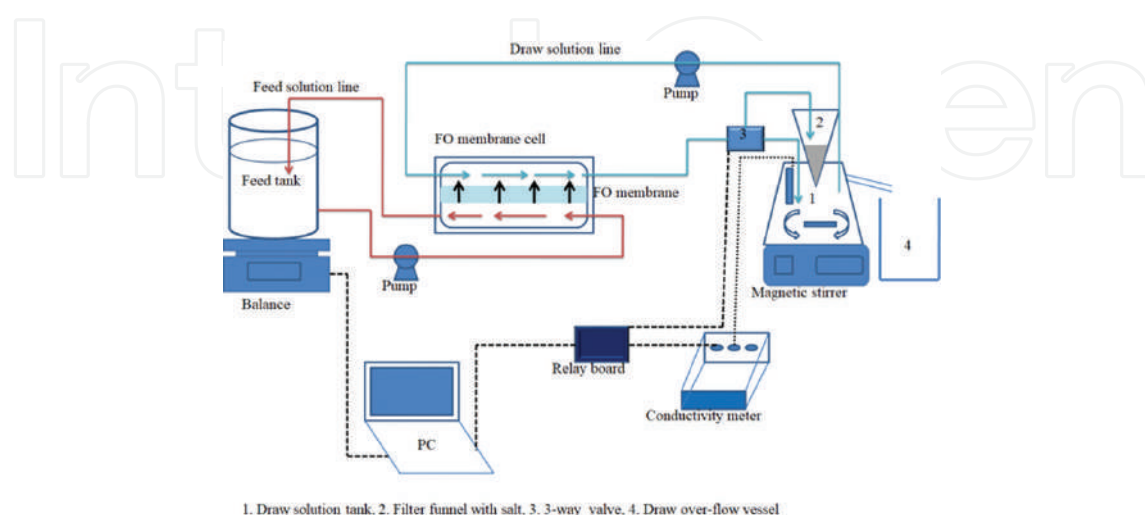 Draw solution line
Feed solution line
Pump
2
3
FO membrane cell
Feed tank
FO membrane
1
4
Pump
Magnetic stirrer
Balance
Relay board
Conductivity meter
PC
1. Draw solution tank, 2. Filter funnel with salt, 3. 3-way valve, 4. Draw over-flow vessel